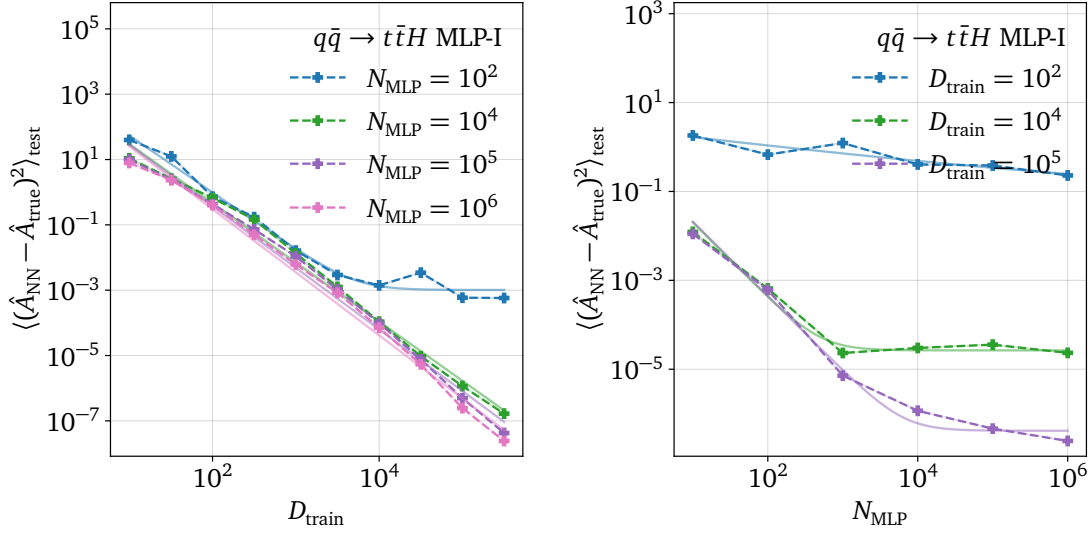 qq̄ → tt̄H MLP-I
N_MLP = 10^2
N_MLP = 10^4
N_MLP = 10^5
N_MLP = 10^6
10^5
10^3
10^1
10^−1
10^−3
10^−5
10^−7
⟨(Â_NN − Â_true)^2⟩_test
10^2
10^4
D_train
qq̄ → tt̄H MLP-I
D_train = 10^2
D_train = 10^4
D_train = 10^5
10^3
10^1
10^−1
10^−3
10^−5
⟨(Â_NN − Â_true)^2⟩_test
10^2
10^4
10^6
N_MLP